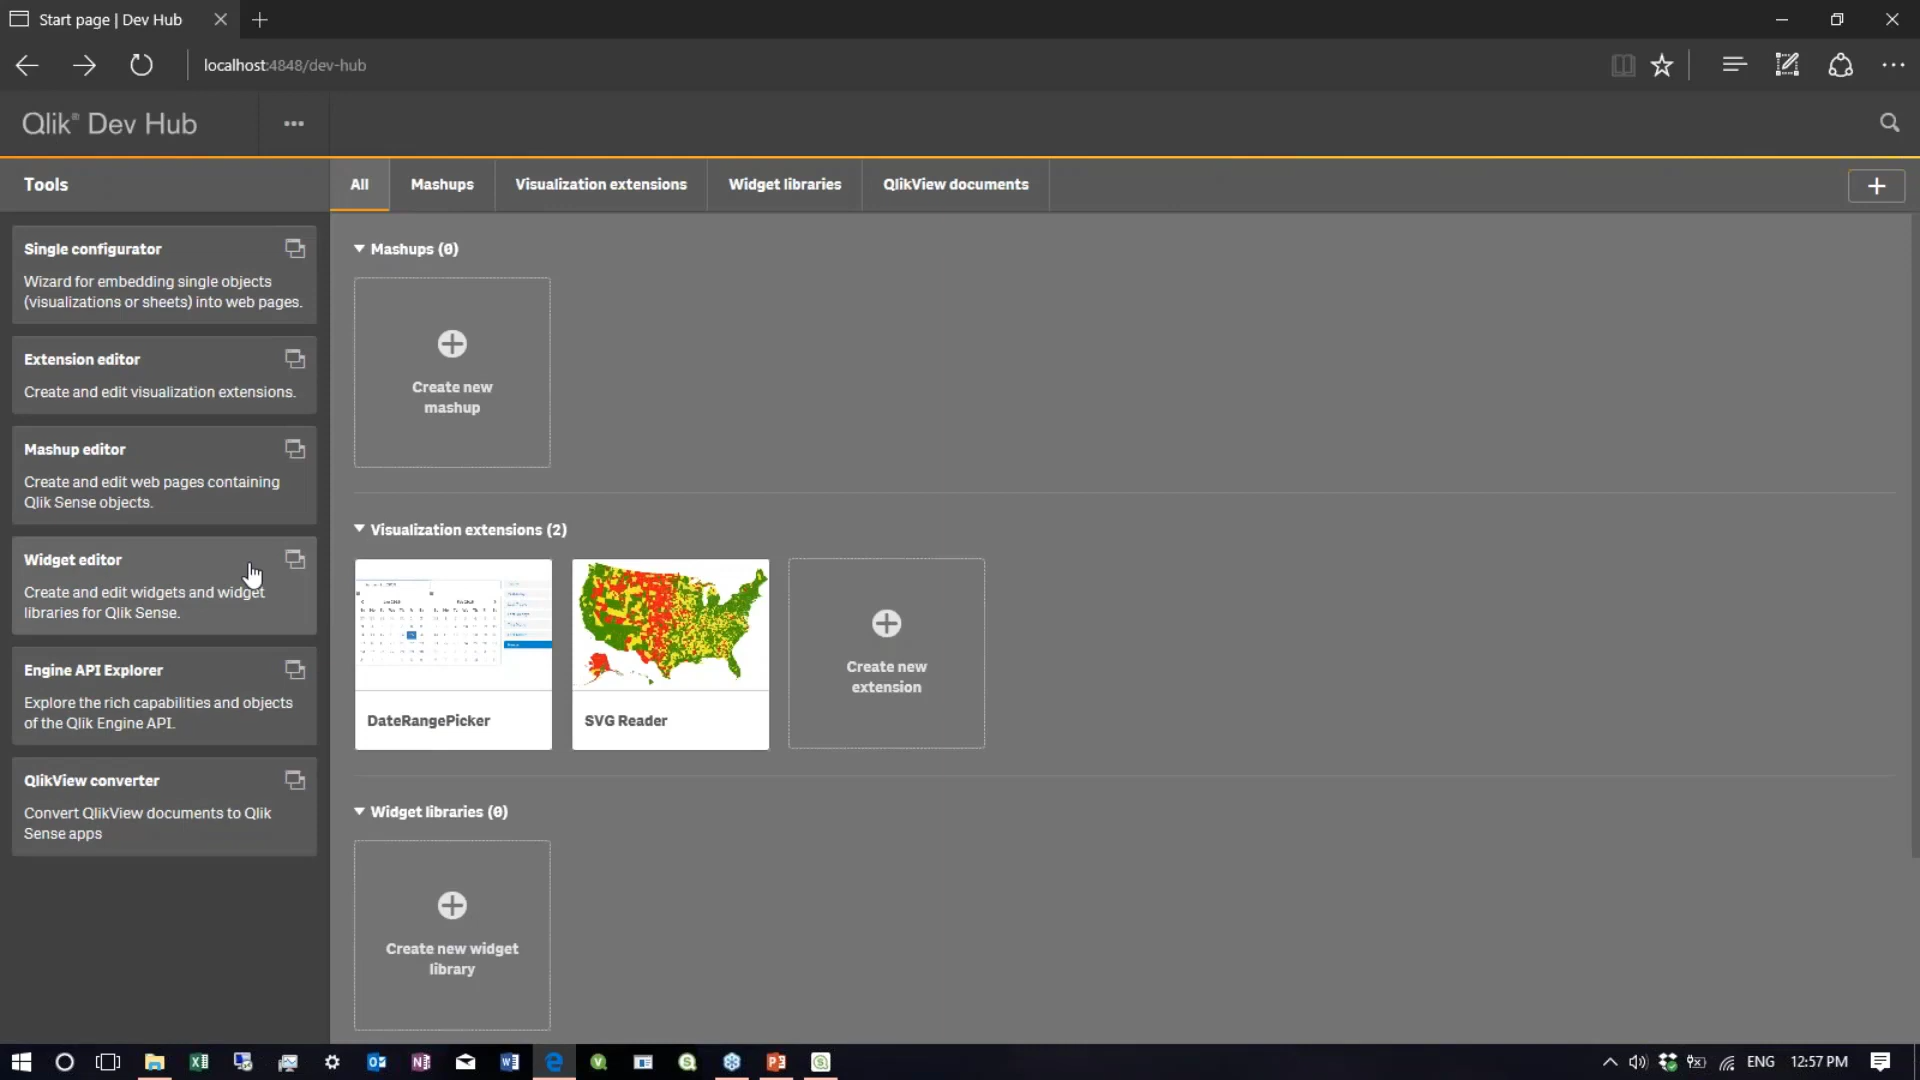 Start page | Dev Hub
localhost:4848/dev-hub
Qlik® Dev Hub
Tools
All
Mashups
Visualization extensions
Widget libraries
QlikView documents
Single configurator
Wizard for embedding single objects
(visualizations or sheets) into web pages.
Extension editor
Create and edit visualization extensions.
Mashup editor
Create and edit web pages containing
Qlik Sense objects.
Widget editor
Create and edit widgets and widget
libraries for Qlik Sense.
Engine API Explorer
Explore the rich capabilities and objects
of the Qlik Engine API.
QlikView converter
Convert QlikView documents to Qlik
Sense apps
Mashups (0)
Create new
mashup
Visualization extensions (2)
DateRangePicker
SVG Reader
Create new
extension
Widget libraries (0)
Create new widget
library
ENG
12:57 PM